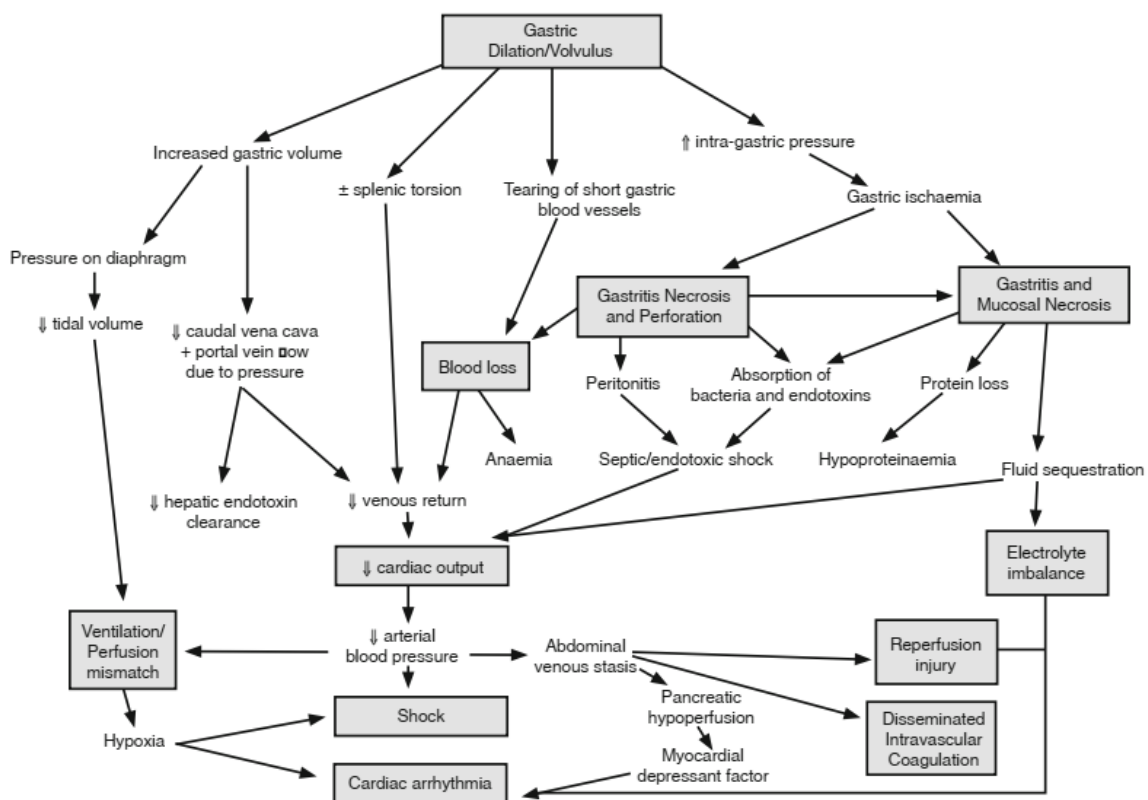 Gastric
Dilation/Volvulus
Increased gastric volume
⇑ intra-gastric pressure
± splenic torsion
Tearing of short gastric
blood vessels
Gastric ischaemia
Pressure on diaphragm
Gastritis Necrosis
and Perforation
Gastritis and
Mucosal Necrosis
⇓ tidal volume
⇓ caudal vena cava
+ portal vein □ow
due to pressure
Blood loss
Peritonitis
Absorption of
bacteria and endotoxins
Protein loss
Anaemia
Septic/endotoxic shock
Hypoproteinaemia
Fluid sequestration
⇓ hepatic endotoxin
clearance
⇓ venous return
⇓ cardiac output
Electrolyte
imbalance
Ventilation/
Perfusion
mismatch
⇓ arterial
blood pressure
Abdominal
venous stasis
Reperfusion
injury
Pancreatic
hypoperfusion
Shock
Disseminated
Intravascular
Coagulation
Hypoxia
Myocardial
depressant factor
Cardiac arrhythmia